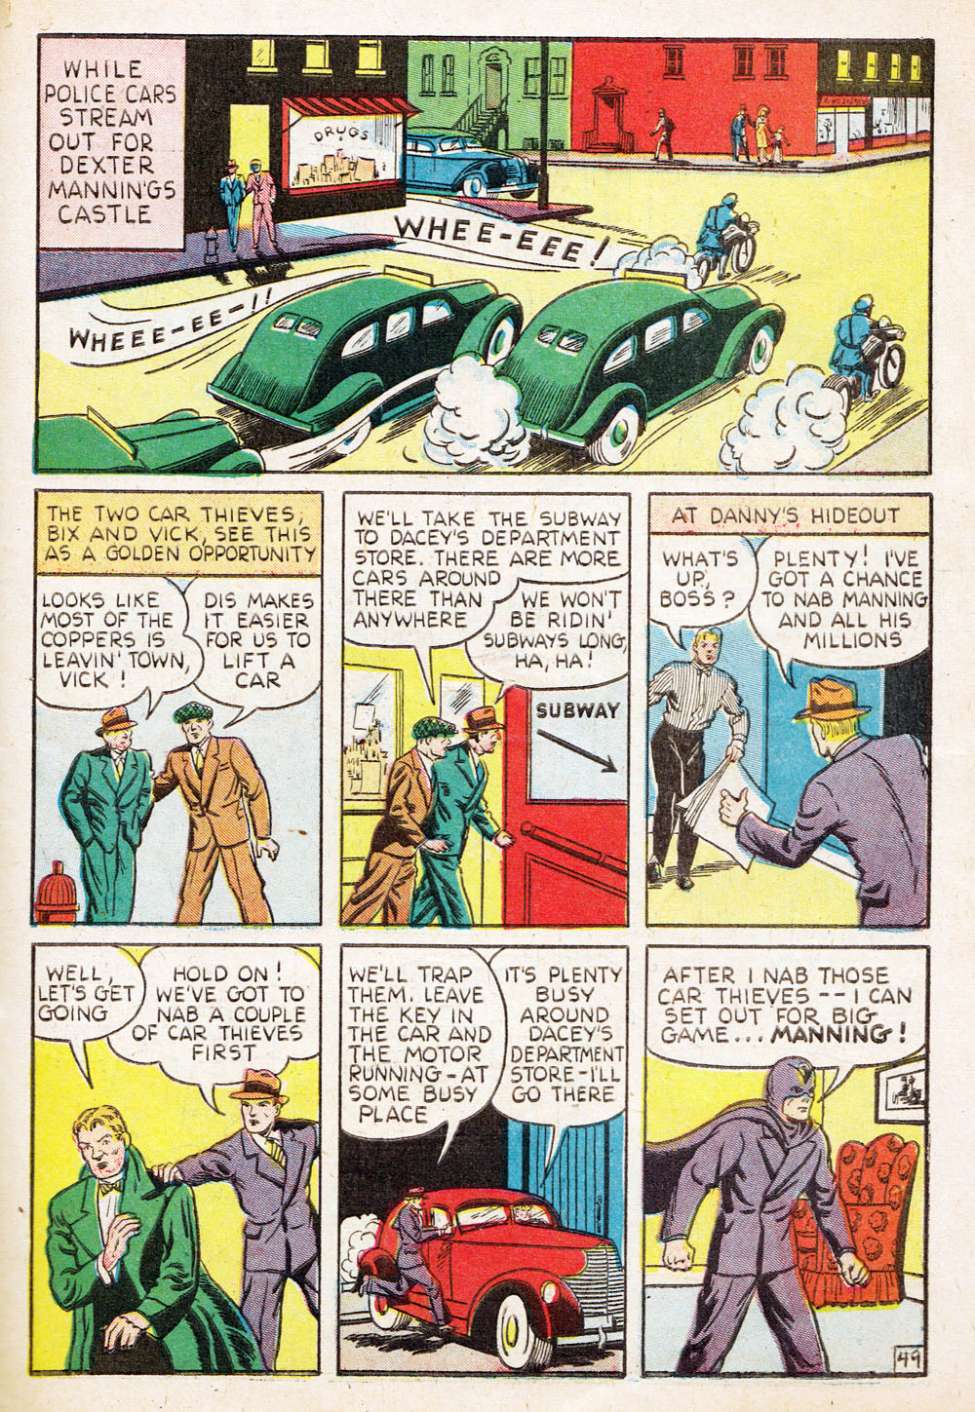 WHILE
POLICE CARS
STREAM
OUT FOR
DEXTER
MANNIN'GS
CASTLE
DRUGS
WHEE-EEE!
WHEEE-EE-!!
THE TWO CAR THIEVES,
BIX AND VICK, SEE THIS
AS A GOLDEN OPPORTUNITY
LOOKS LIKE
MOST OF THE
COPPERS IS
LEAVIN' TOWN,
VICK!
DIS MAKES
IT EASIER
FOR US TO
LIFT A
CAR
WE'LL TAKE THE SUBWAY
TO DACEY'S DEPARTMENT
STORE. THERE ARE MORE
CARS AROUND
THERE THAN
ANYWHERE
WE WON'T
BE RIDIN'
SUBWAYS LONG,
HA, HA!
SUBWAY
AT DANNY'S HIDEOUT
WHAT'S
UP,
BOSS?
PLENTY! I'VE
GOT A CHANCE
TO NAB MANNING
AND ALL HIS
MILLIONS
WELL,
LET'S GET
GOING
HOLD ON!
WE'VE GOT TO
NAB A COUPLE
OF CAR THIEVES
FIRST
WE'LL TRAP
THEM. LEAVE
THE KEY IN
THE CAR AND
THE MOTOR
RUNNING-AT
SOME BUSY
PLACE
IT'S PLENTY
BUSY
AROUND
DACEY'S
DEPARTMENT
STORE-I'LL
GO THERE
AFTER I NAB THOSE
CAR THIEVES -- I CAN
SET OUT FOR BIG
GAME... MANNING!
49